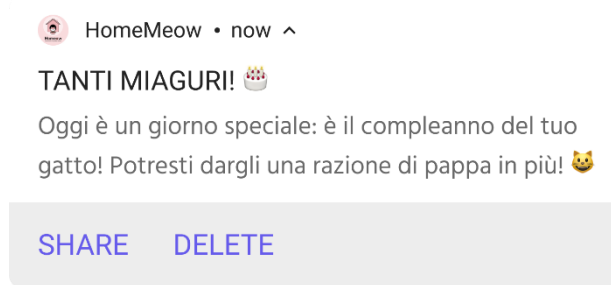 HomeMeow • now
TANTI MIAGURI! 🎂
Oggi è un giorno speciale: è il compleanno del tuo
gatto! Potresti dargli una razione di pappa in più! 😺
SHARE DELETE